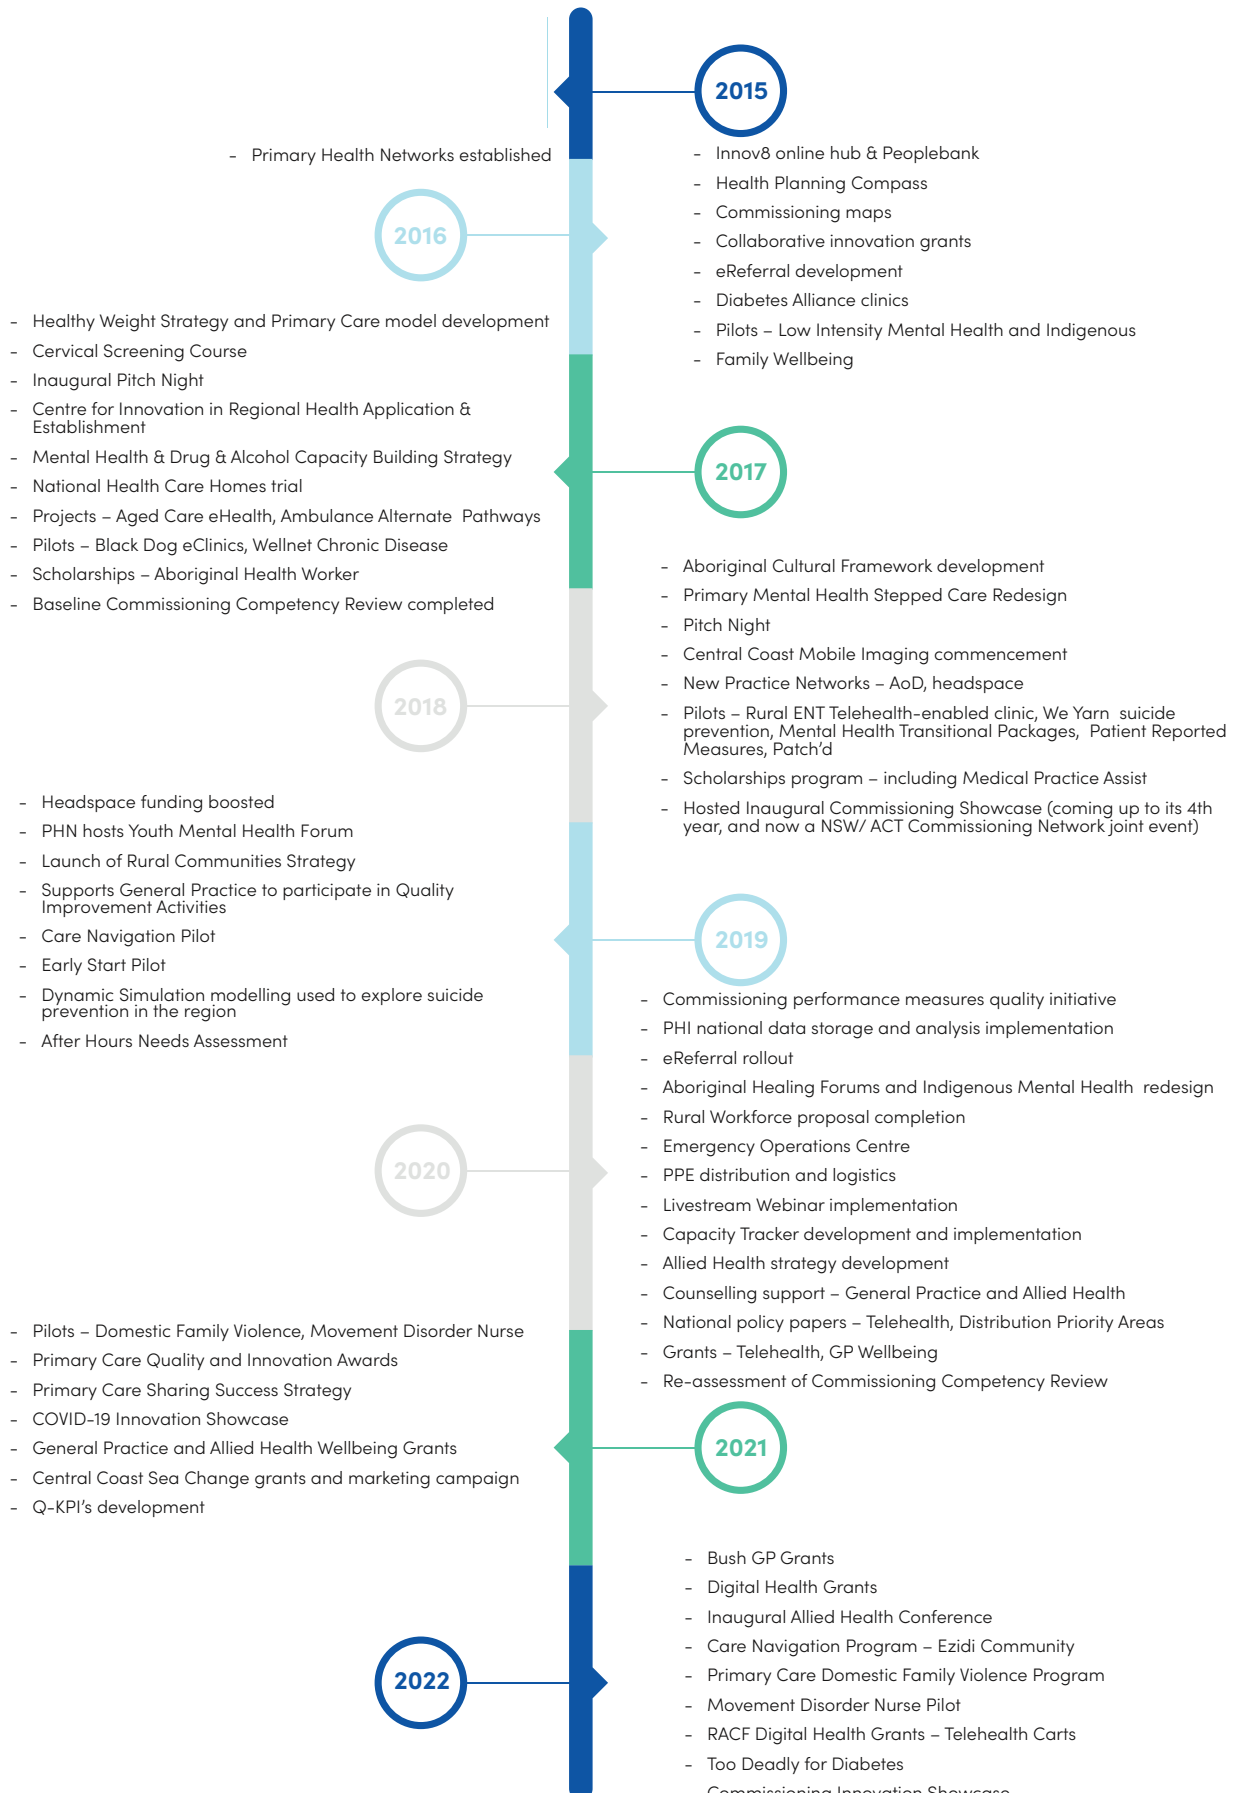 2015
- Primary Health Networks established
2016
- Innov8 online hub & Peoplebank
- Health Planning Compass
- Commissioning maps
- Collaborative innovation grants
- eReferral development
- Diabetes Alliance clinics
- Pilots – Low Intensity Mental Health and Indigenous
- Family Wellbeing
2017
- Healthy Weight Strategy and Primary Care model development
- Cervical Screening Course
- Inaugural Pitch Night
- Centre for Innovation in Regional Health Application &
Establishment
- Mental Health & Drug & Alcohol Capacity Building Strategy
- National Health Care Homes trial
- Projects – Aged Care eHealth, Ambulance Alternate Pathways
- Pilots – Black Dog eClinics, Wellnet Chronic Disease
- Scholarships – Aboriginal Health Worker
- Baseline Commissioning Competency Review completed
2018
- Aboriginal Cultural Framework development
- Primary Mental Health Stepped Care Redesign
- Pitch Night
- Central Coast Mobile Imaging commencement
- New Practice Networks – AoD, headspace
- Pilots – Rural ENT Telehealth-enabled clinic, We Yarn suicide
prevention, Mental Health Transitional Packages, Patient Reported
Measures, Patch’d
- Scholarships program – including Medical Practice Assist
- Hosted Inaugural Commissioning Showcase (coming up to its 4th
year, and now a NSW/ ACT Commissioning Network joint event)
2019
- Headspace funding boosted
- PHN hosts Youth Mental Health Forum
- Launch of Rural Communities Strategy
- Supports General Practice to participate in Quality
Improvement Activities
- Care Navigation Pilot
- Early Start Pilot
- Dynamic Simulation modelling used to explore suicide
prevention in the region
- After Hours Needs Assessment
2020
- Commissioning performance measures quality initiative
- PHI national data storage and analysis implementation
- eReferral rollout
- Aboriginal Healing Forums and Indigenous Mental Health redesign
- Rural Workforce proposal completion
- Emergency Operations Centre
- PPE distribution and logistics
- Livestream Webinar implementation
- Capacity Tracker development and implementation
- Allied Health strategy development
- Counselling support – General Practice and Allied Health
- National policy papers – Telehealth, Distribution Priority Areas
- Grants – Telehealth, GP Wellbeing
- Re-assessment of Commissioning Competency Review
2021
- Pilots – Domestic Family Violence, Movement Disorder Nurse
- Primary Care Quality and Innovation Awards
- Primary Care Sharing Success Strategy
- COVID-19 Innovation Showcase
- General Practice and Allied Health Wellbeing Grants
- Central Coast Sea Change grants and marketing campaign
- Q-KPI’s development
2022
- Bush GP Grants
- Digital Health Grants
- Inaugural Allied Health Conference
- Care Navigation Program – Ezidi Community
- Primary Care Domestic Family Violence Program
- Movement Disorder Nurse Pilot
- RACF Digital Health Grants – Telehealth Carts
- Too Deadly for Diabetes
Commissioning Innovation Showcase